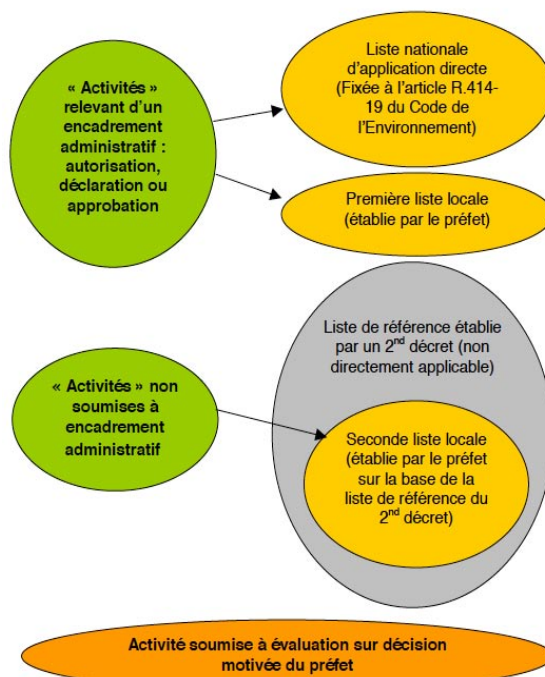 Liste nationale
d'application directe
(Fixée à l'article R.414-
19 du Code de
l'Environnement)
« Activités »
relevant d'un
encadrement
administratif :
autorisation,
déclaration ou
approbation
Première liste locale
(établie par le préfet)
Liste de référence établie
par un 2nd décret (non
directement applicable)
« Activités » non
soumises à
encadrement
administratif
Seconde liste locale
(établie par le préfet
sur la base de la
liste de référence du
2nd décret)
Activité soumise à évaluation sur décision
motivée du préfet